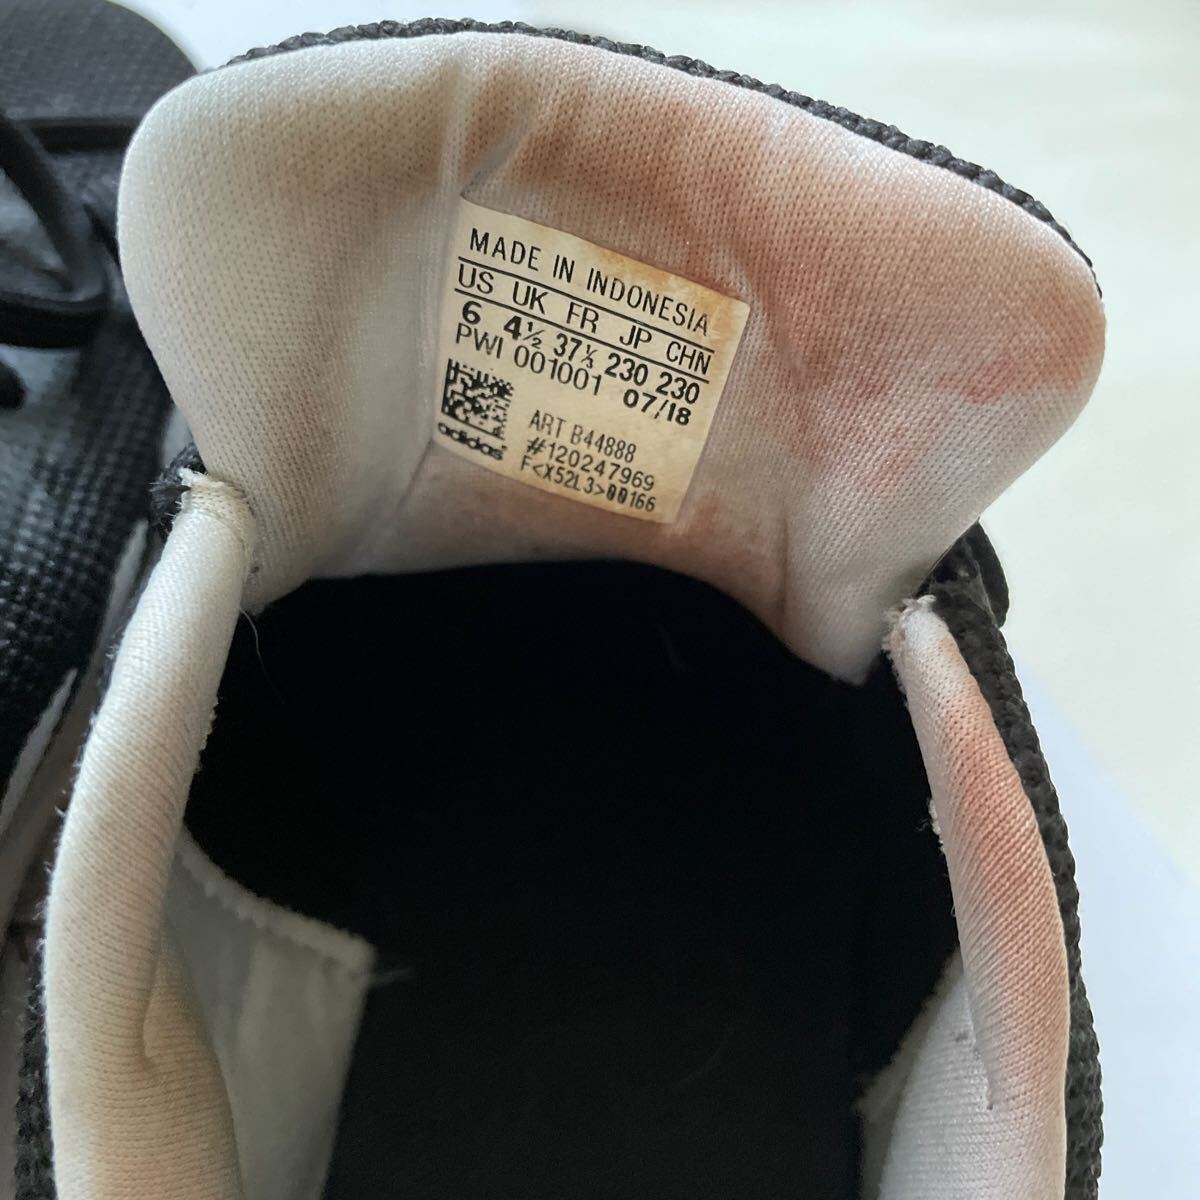 MADE IN INDONESIA
US UK FR JP CHN
6 4½ 37⅓ 230 230
PWI 001001 07/18
adidas
ART B44888
#120247969
F<X52L3>00166